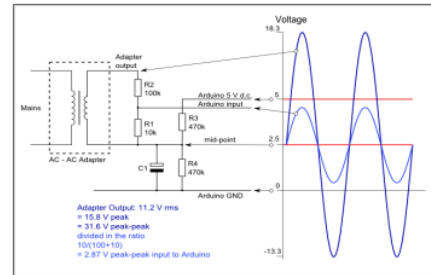 Voltage
18.3
Adapter
output
R2
100k
Arduino 5 V d.c.
5
Arduino input
Mains
R1
10k
R3
470k
mid-point
2.5
AC - AC Adapter
C1
R4
470k
Arduino GND
0
Adapter Output: 11.2 V rms
= 15.8 V peak
= 31.6 V peak-peak
divided in the ratio
10/(100+10)
= 2.87 V peak-peak input to Arduino
-13.3